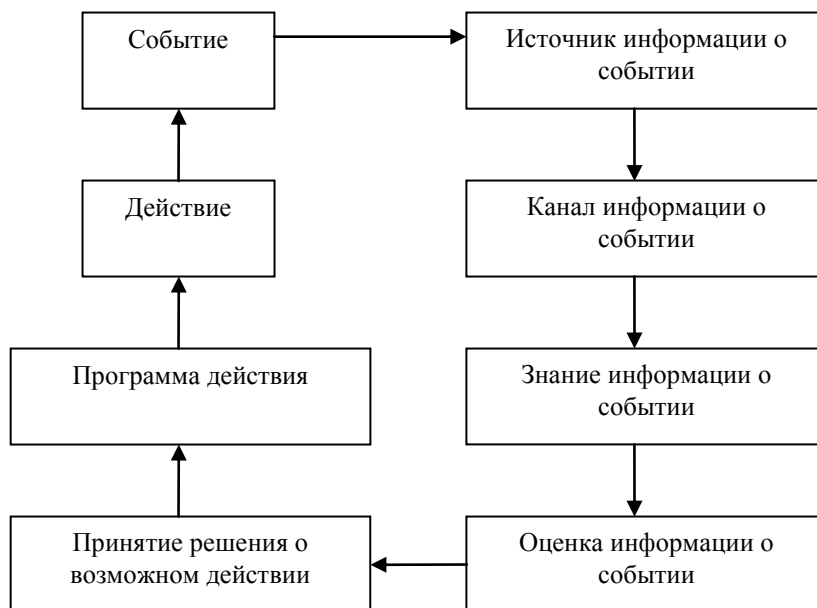 Событие
Источник информации о
событии
Действие
Канал информации о
событии
Программа действия
Знание информации о
событии
Принятие решения о
возможном действии
Оценка информации о
событии